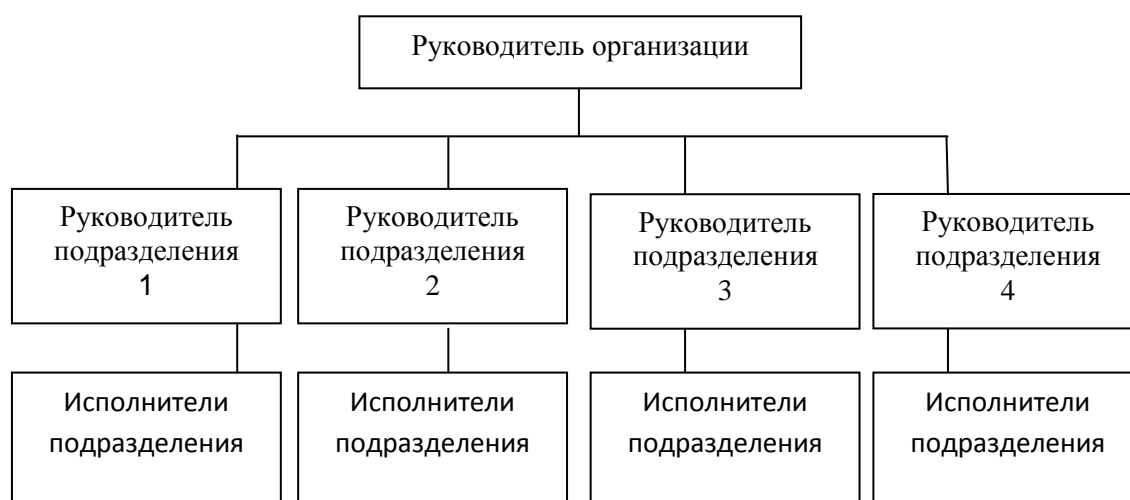 Руководитель организации
Руководитель
подразделения
1
Руководитель
подразделения
2
Руководитель
подразделения
3
Руководитель
подразделения
4
Исполнители
подразделения
Исполнители
подразделения
Исполнители
подразделения
Исполнители
подразделения